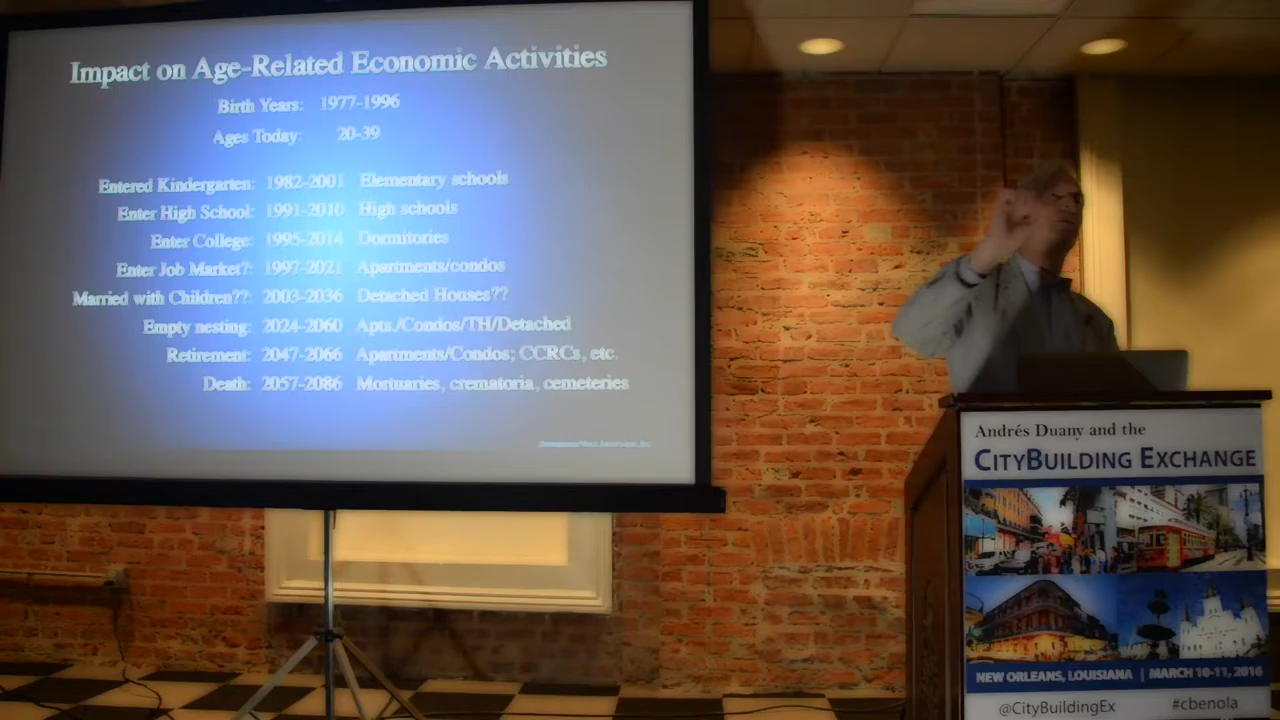 Impact on Age-Related Economic Activities
Birth Years: 1977-1996
Ages Today: 20-39
Entered Kindergarten: 1982-2001 Elementary schools
Enter High School: 1991-2010 High schools
Enter College: 1995-2014 Dormitories
Enter Job Market?: 1997-2021 Apartments/condos
Married with Children??: 2003-2036 Detached Houses??
Empty nesting: 2024-2060 Apts./Condos/TH/Detached
Retirement: 2047-2066 Apartments/Condos; CCRCs, etc.
Death: 2057-2086 Mortuaries, crematoria, cemeteries
Andrés Duany and the
CITYBUILDING EXCHANGE
NEW ORLEANS, LOUISIANA | MARCH 10-11, 2016
@CityBuildingEx #cbenola